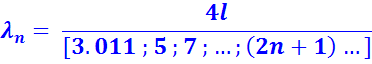 λₙ = 4l / [3.011 ; 5 ; 7 ; … ; (2n + 1) … ]